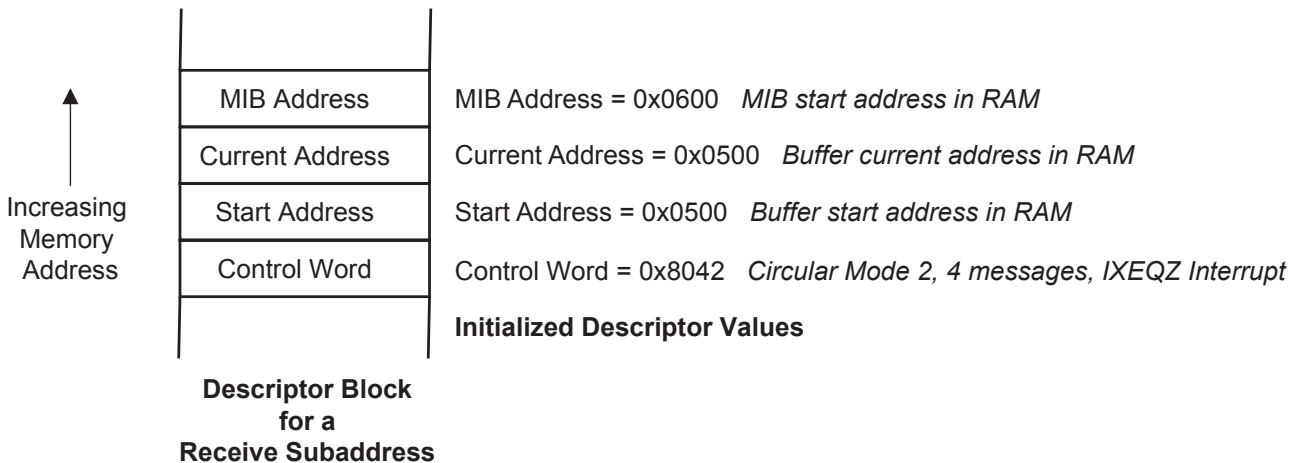 MIB Address
MIB Address = 0x0600 MIB start address in RAM
Current Address
Current Address = 0x0500 Buffer current address in RAM
Start Address
Start Address = 0x0500 Buffer start address in RAM
Control Word
Control Word = 0x8042 Circular Mode 2, 4 messages, IXEQZ Interrupt
Increasing
Memory
Address
Initialized Descriptor Values
Descriptor Block
for a
Receive Subaddress